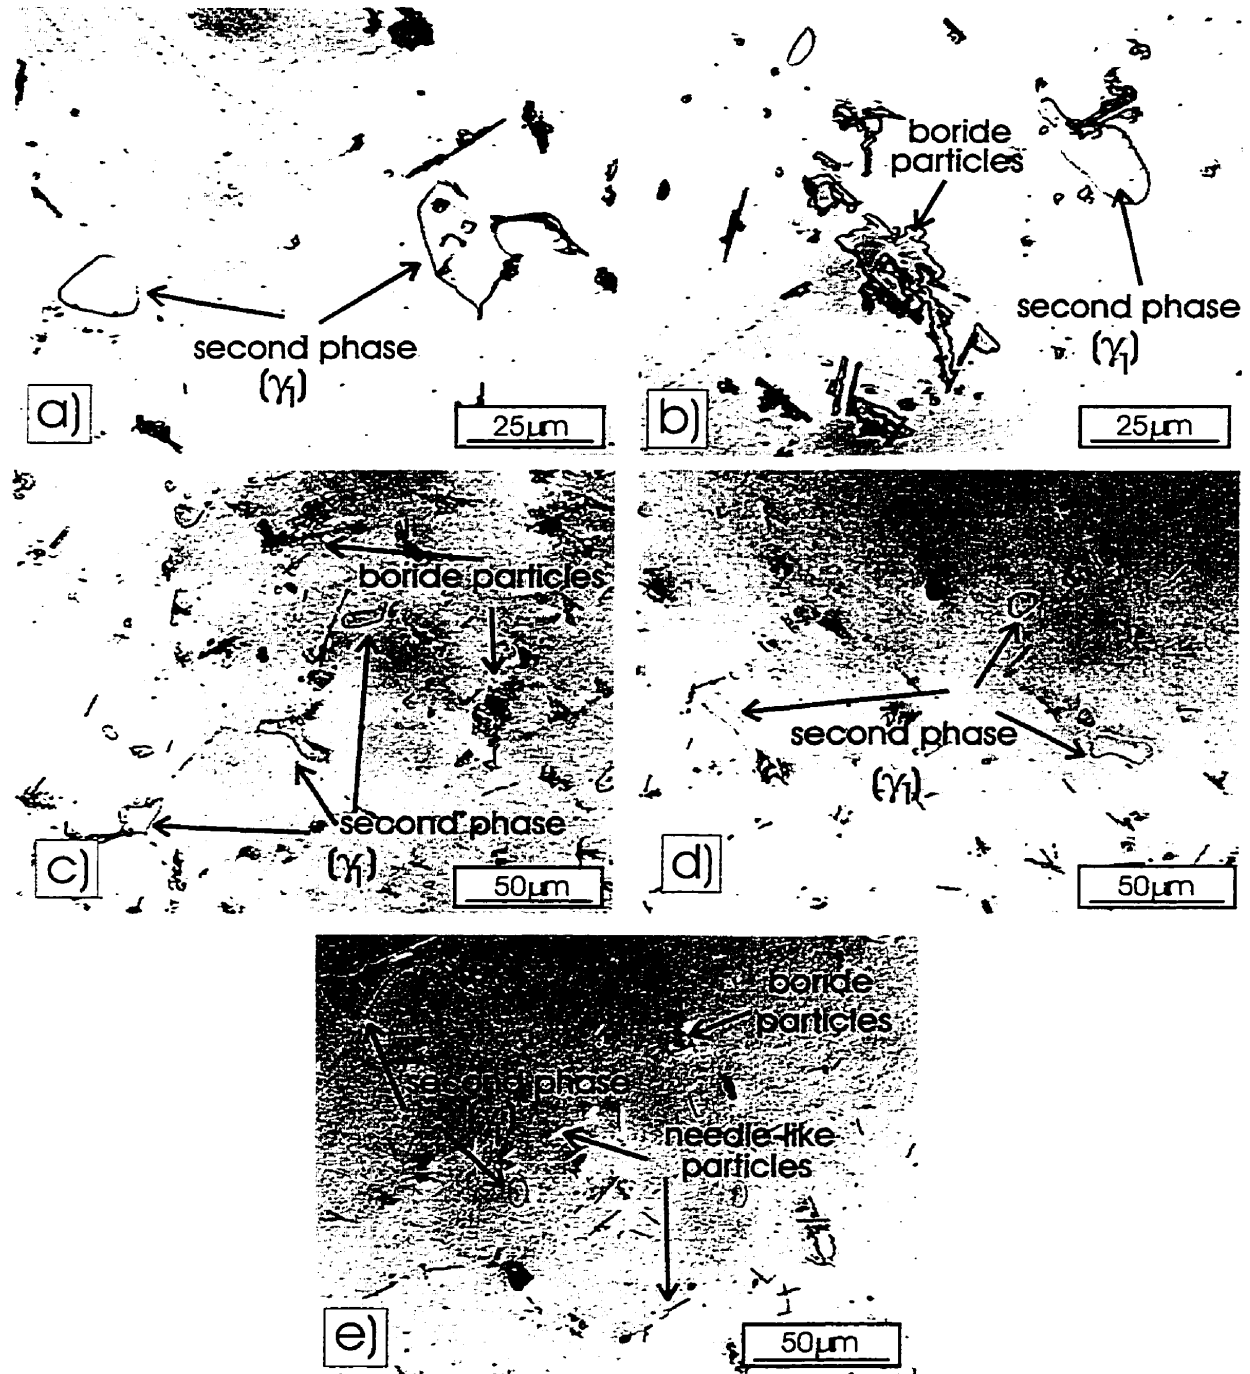 second phase
(γ1)
a)
25μm
boride
particles
second phase
(γ1)
b)
25μm
boride particles
second phase
(γ1)
c)
50μm
second phase
(γ1)
d)
50μm
boride
particles
second phase
needle-like
particles
e)
50μm